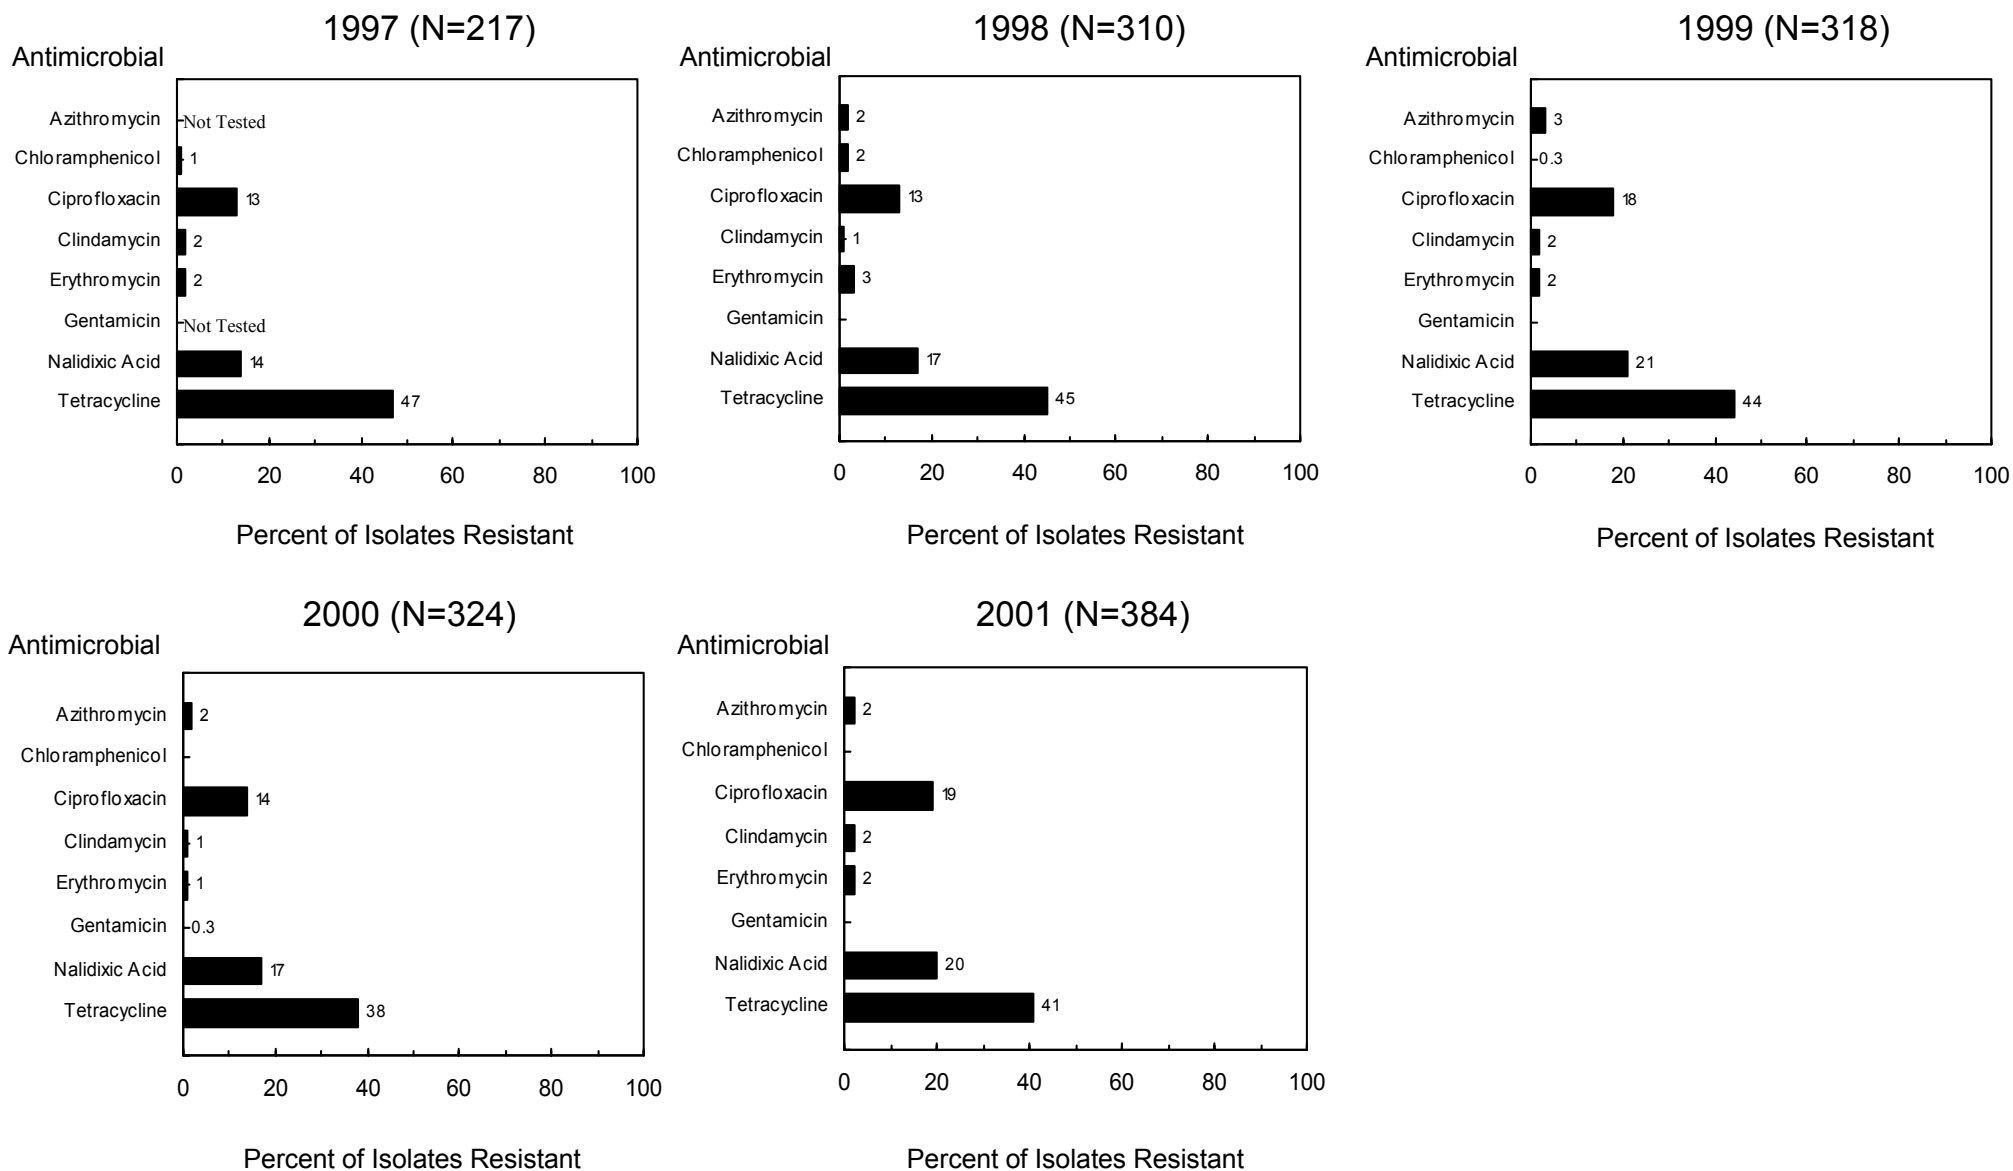 1997 (N=217)
Antimicrobial
Azithromycin Not Tested
Chloramphenicol 1
Ciprofloxacin 13
Clindamycin 2
Erythromycin 2
Gentamicin Not Tested
Nalidixic Acid 14
Tetracycline 47
0 20 40 60 80 100
Percent of Isolates Resistant
1998 (N=310)
Antimicrobial
Azithromycin 2
Chloramphenicol 2
Ciprofloxacin 13
Clindamycin 1
Erythromycin 3
Gentamicin
Nalidixic Acid 17
Tetracycline 45
0 20 40 60 80 100
Percent of Isolates Resistant
1999 (N=318)
Antimicrobial
Azithromycin 3
Chloramphenicol 0.3
Ciprofloxacin 18
Clindamycin 2
Erythromycin 2
Gentamicin
Nalidixic Acid 21
Tetracycline 44
0 20 40 60 80 100
Percent of Isolates Resistant
2000 (N=324)
Antimicrobial
Azithromycin 2
Chloramphenicol
Ciprofloxacin 14
Clindamycin 1
Erythromycin 1
Gentamicin 0.3
Nalidixic Acid 17
Tetracycline 38
0 20 40 60 80 100
Percent of Isolates Resistant
2001 (N=384)
Antimicrobial
Azithromycin 2
Chloramphenicol
Ciprofloxacin 19
Clindamycin 2
Erythromycin 2
Gentamicin
Nalidixic Acid 20
Tetracycline 41
0 20 40 60 80 100
Percent of Isolates Resistant